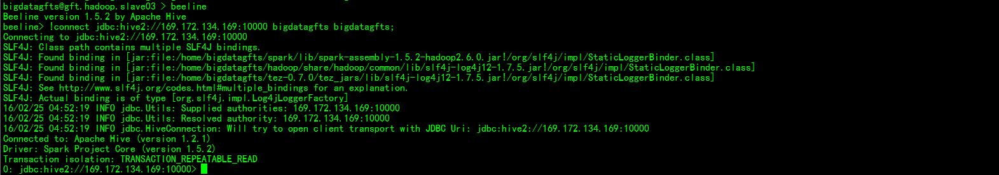 bigdatagfts@gft.hadoop.slave03 > beeline
Beeline version 1.5.2 by Apache Hive
beeline> !connect jdbc:hive2://169.172.134.169:10000 bigdatagfts bigdatagfts;
Connecting to jdbc:hive2://169.172.134.169:10000
SLF4J: Class path contains multiple SLF4J bindings.
SLF4J: Found binding in [jar:file:/home/bigdatagfts/spark/lib/spark-assembly-1.5.2-hadoop2.6.0.jar!/org/slf4j/impl/StaticLoggerBinder.class]
SLF4J: Found binding in [jar:file:/home/bigdatagfts/hadoop/share/hadoop/common/lib/slf4j-log4j12-1.7.5.jar!/org/slf4j/impl/StaticLoggerBinder.class]
SLF4J: Found binding in [jar:file:/home/bigdatagfts/tez-0.7.0/tez_jars/lib/slf4j-log4j12-1.7.5.jar!/org/slf4j/impl/StaticLoggerBinder.class]
SLF4J: See http://www.slf4j.org/codes.html#multiple_bindings for an explanation.
SLF4J: Actual binding is of type [org.slf4j.impl.Log4jLoggerFactory]
16/02/25 04:52:19 INFO jdbc.Utils: Supplied authorities: 169.172.134.169:10000
16/02/25 04:52:19 INFO jdbc.Utils: Resolved authority: 169.172.134.169:10000
16/02/25 04:52:19 INFO jdbc.HiveConnection: Will try to open client transport with JDBC Uri: jdbc:hive2://169.172.134.169:10000
Connected to: Apache Hive (version 1.2.1)
Driver: Spark Project Core (version 1.5.2)
Transaction isolation: TRANSACTION_REPEATABLE_READ
0: jdbc:hive2://169.172.134.169:10000>